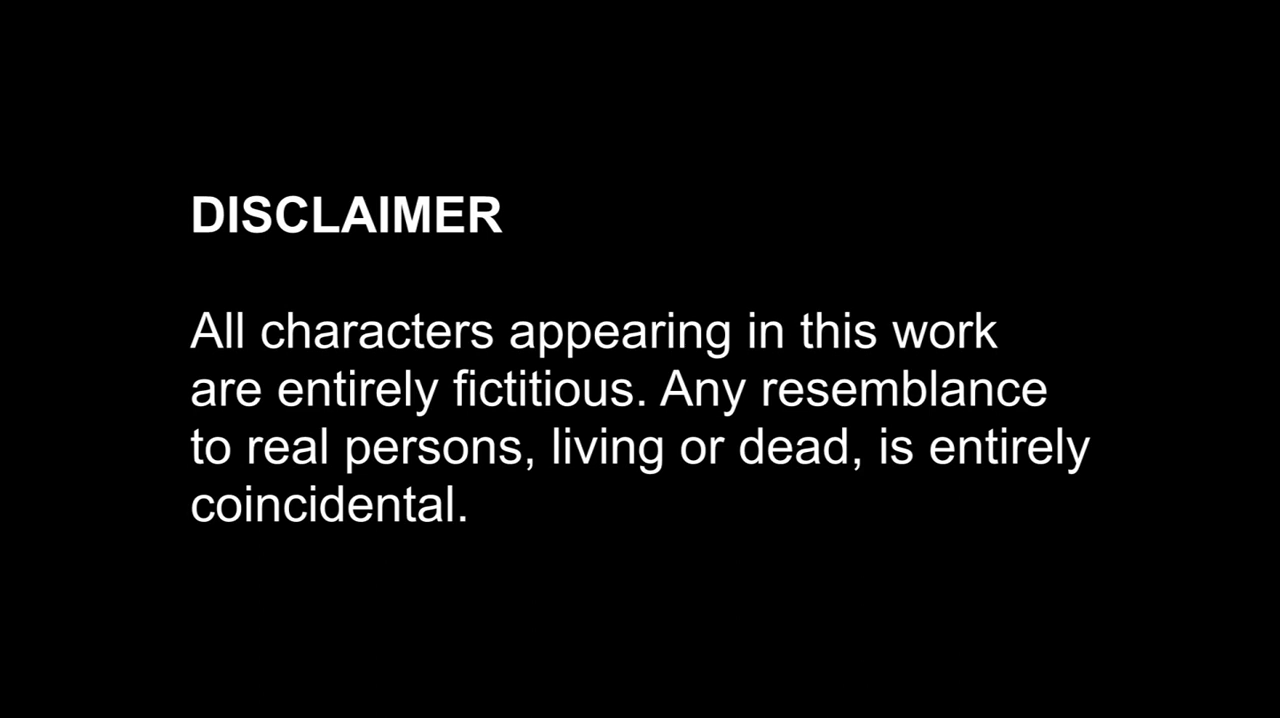 DISCLAIMER
All characters appearing in this work
are entirely fictitious. Any resemblance
to real persons, living or dead, is entirely
coincidental.